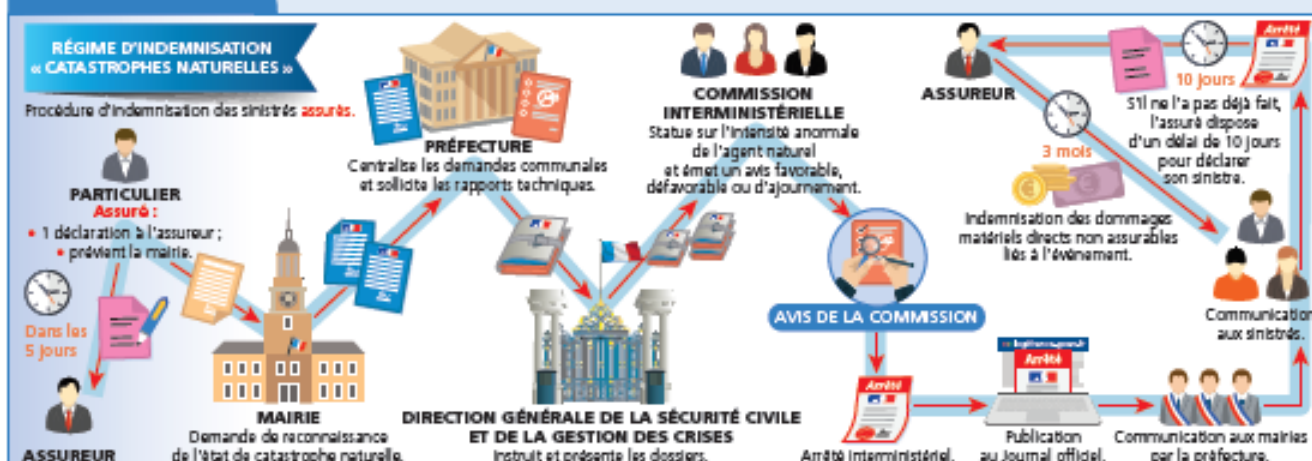 RÉGIME D'INDEMNISATION
« CATASTROPHES NATURELLES »
Procédure d'indemnisation des sinistrés assurés.
PARTICULIER
Assuré :
• 1 déclaration à l'assureur ;
• prévient la mairie.
Dans les
5 jours
ASSUREUR
MAIRIE
Demande de reconnaissance
de l'état de catastrophe naturelle.
PRÉFECTURE
Centralise les demandes communales
et sollicite les rapports techniques.
DIRECTION GÉNÉRALE DE LA SÉCURITÉ CIVILE
ET DE LA GESTION DES CRISES
Instruit et présente les dossiers.
COMMISSION
INTERMINISTÉRIELLE
Statue sur l'intensité anormale
de l'agent naturel
et émet un avis favorable,
défavorable ou d'ajournement.
AVIS DE LA COMMISSION
Arrêté
Arrêté interministériel.
Arrêté
Publication
au Journal officiel.
Communication aux mairies
par la préfecture.
Communication
aux sinistrés.
Arrêté
10 jours
S'il ne l'a pas déjà fait,
l'assuré dispose
d'un délai de 10 jours
pour déclarer
son sinistre.
ASSUREUR
3 mois
Indemnisation des dommages
matériels directs non assurables
liés à l'événement.